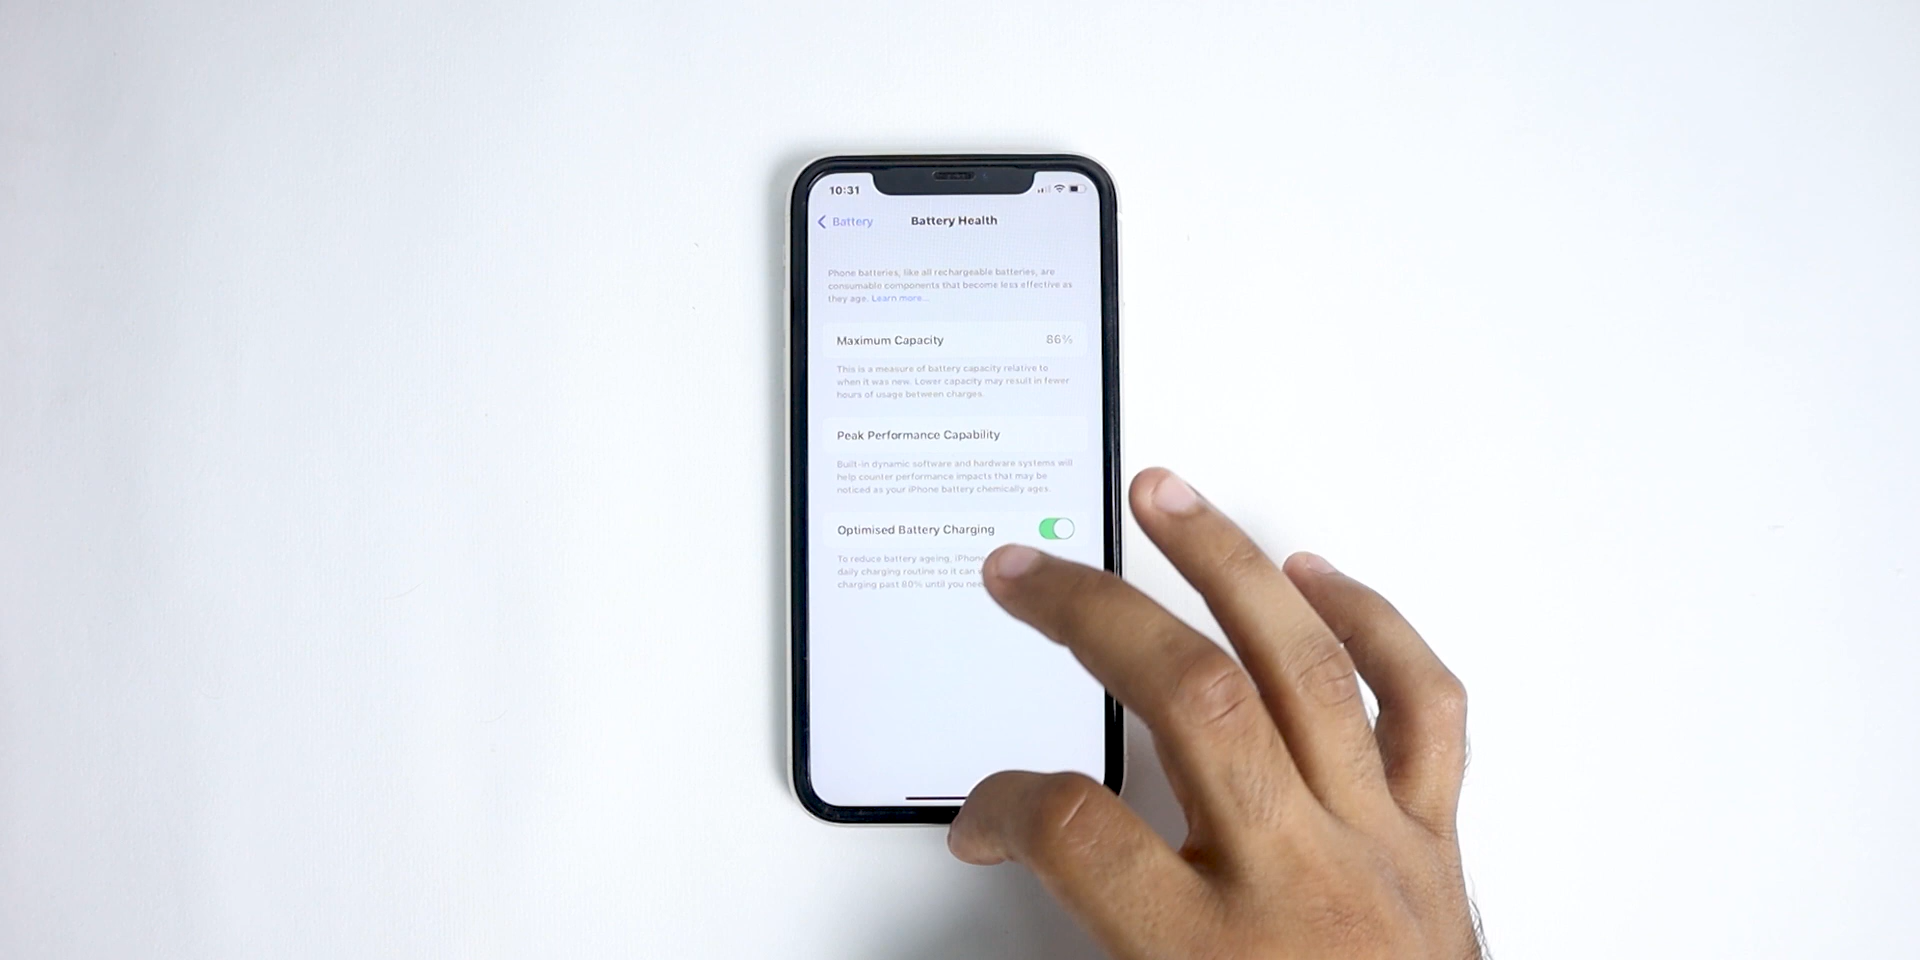 10:31
Battery
Battery Health
Phone batteries, like all rechargeable batteries, are
consumable components that become less effective as
they age. Learn more...
Maximum Capacity 86%
This is a measure of battery capacity relative to
when it was new. Lower capacity may result in fewer
hours of usage between charges.
Peak Performance Capability
Built-in dynamic software and hardware systems will
help counter performance impacts that may be
noticed as your iPhone battery chemically ages.
Optimised Battery Charging
To reduce battery ageing, iPhone
daily charging routine so it can
charging past 80% until you